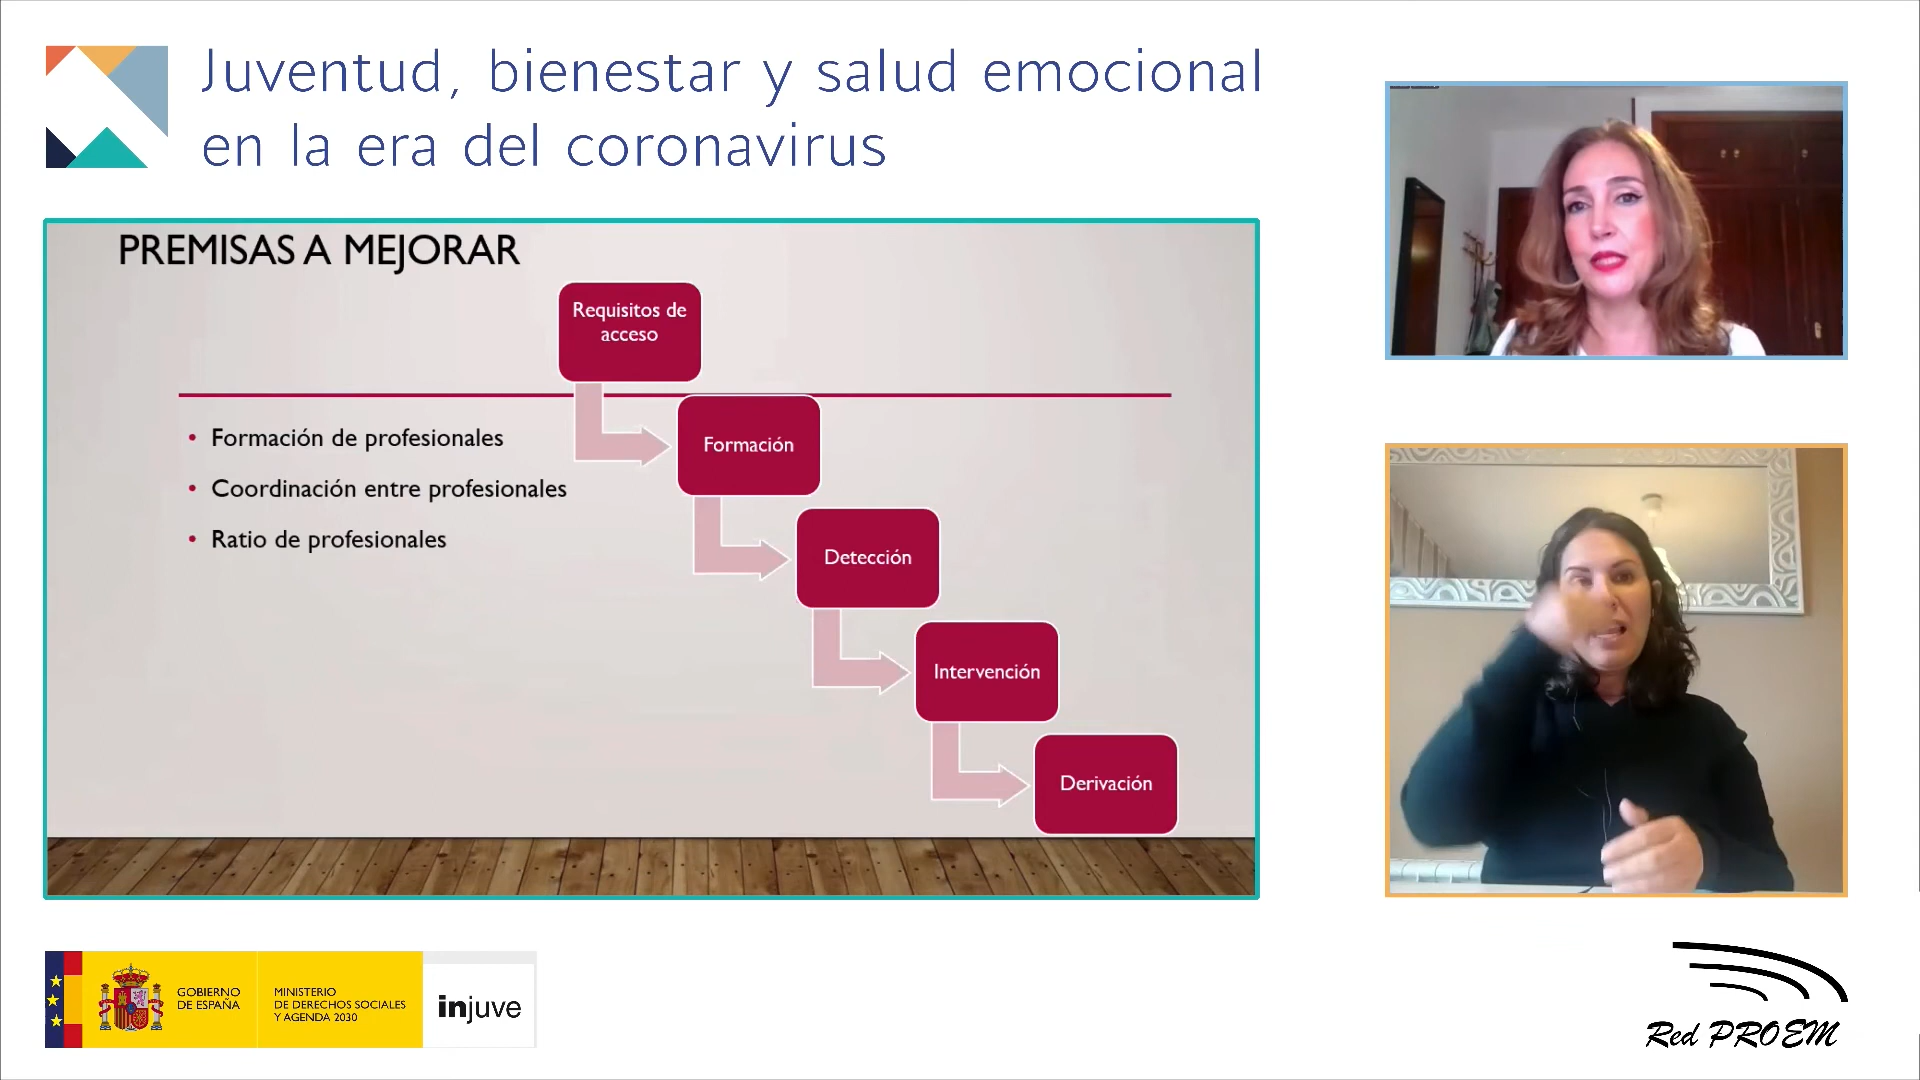 Juventud, bienestar y salud emocional
en la era del coronavirus
PREMISAS A MEJORAR
Requisitos de
acceso
Formación
Detección
Intervención
Derivación
• Formación de profesionales
• Coordinación entre profesionales
• Ratio de profesionales
GOBIERNO
DE ESPAÑA
MINISTERIO
DE DERECHOS SOCIALES
Y AGENDA 2030
injuve
Red PROEM